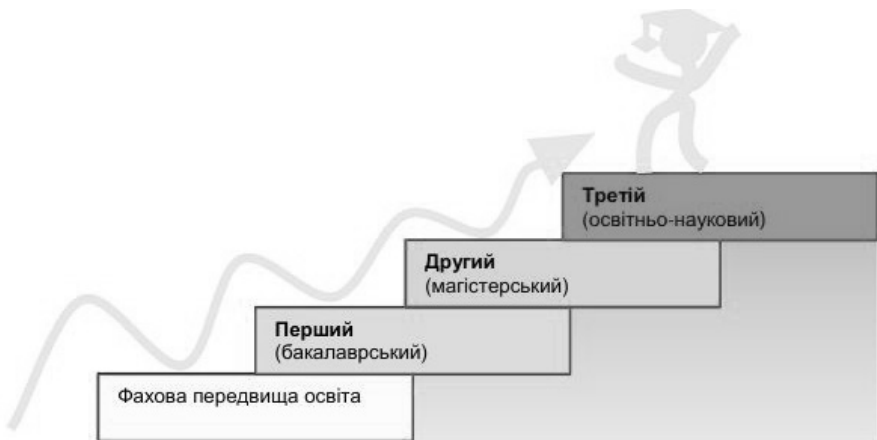 Третій
(освітньо-науковий)
Другий
(магістерський)
Перший
(бакалаврський)
Фахова передвища освіта